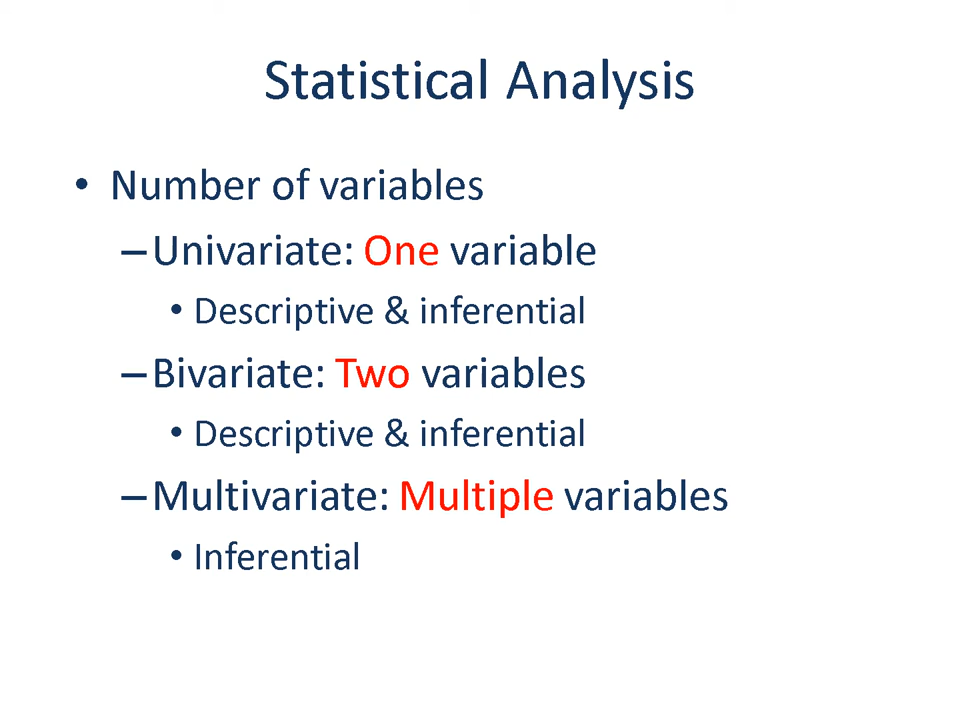 Statistical Analysis
• Number of variables
–Univariate: One variable
• Descriptive & inferential
–Bivariate: Two variables
• Descriptive & inferential
–Multivariate: Multiple variables
• Inferential